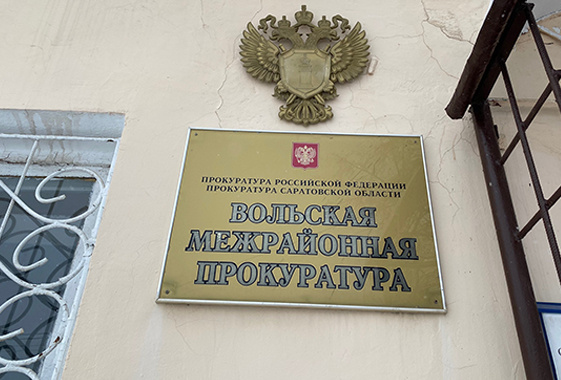 ПРОКУРАТУРА РОССИЙСКОЙ ФЕДЕРАЦИИ
ПРОКУРАТУРА САРАТОВСКОЙ ОБЛАСТИ
ВОЛЬСКАЯ
МЕЖРАЙОННАЯ
ПРОКУРАТУРА